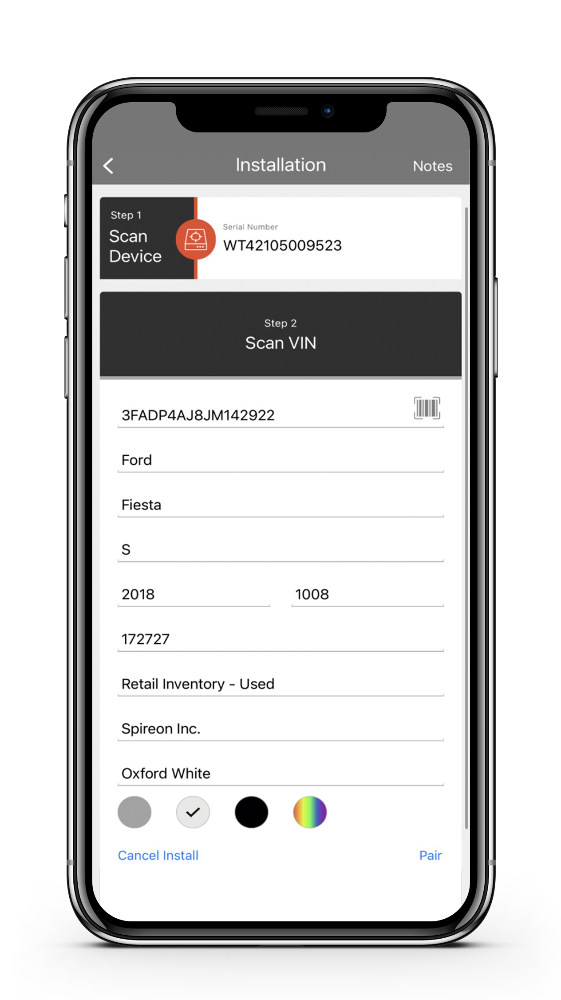 Installation
Notes
Step 1
Scan
Device
Serial Number
WT42105009523
Step 2
Scan VIN
3FADP4AJ8JM142922
Ford
Fiesta
S
2018
1008
172727
Retail Inventory - Used
Spireon Inc.
Oxford White
Cancel Install
Pair